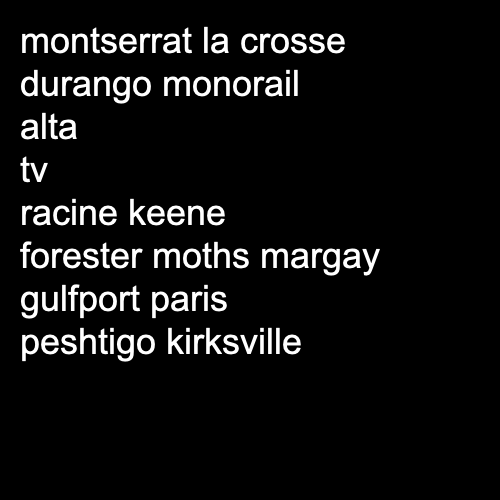 montserrat la crosse
durango monorail
alta
tv
racine keene
forester moths margay
gulfport paris
peshtigo kirksville